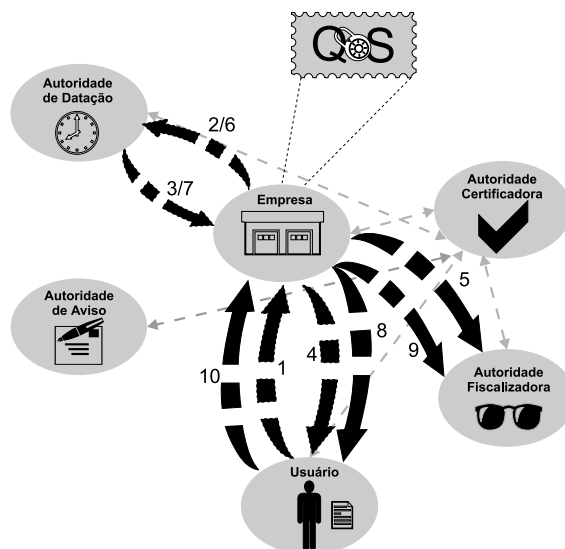 QoS
Autoridade
de Datação
2/6
3/7
Empresa
Autoridade
Certificadora
Autoridade
de Aviso
5
8
9
1
4
10
Autoridade
Fiscalizadora
Usuário